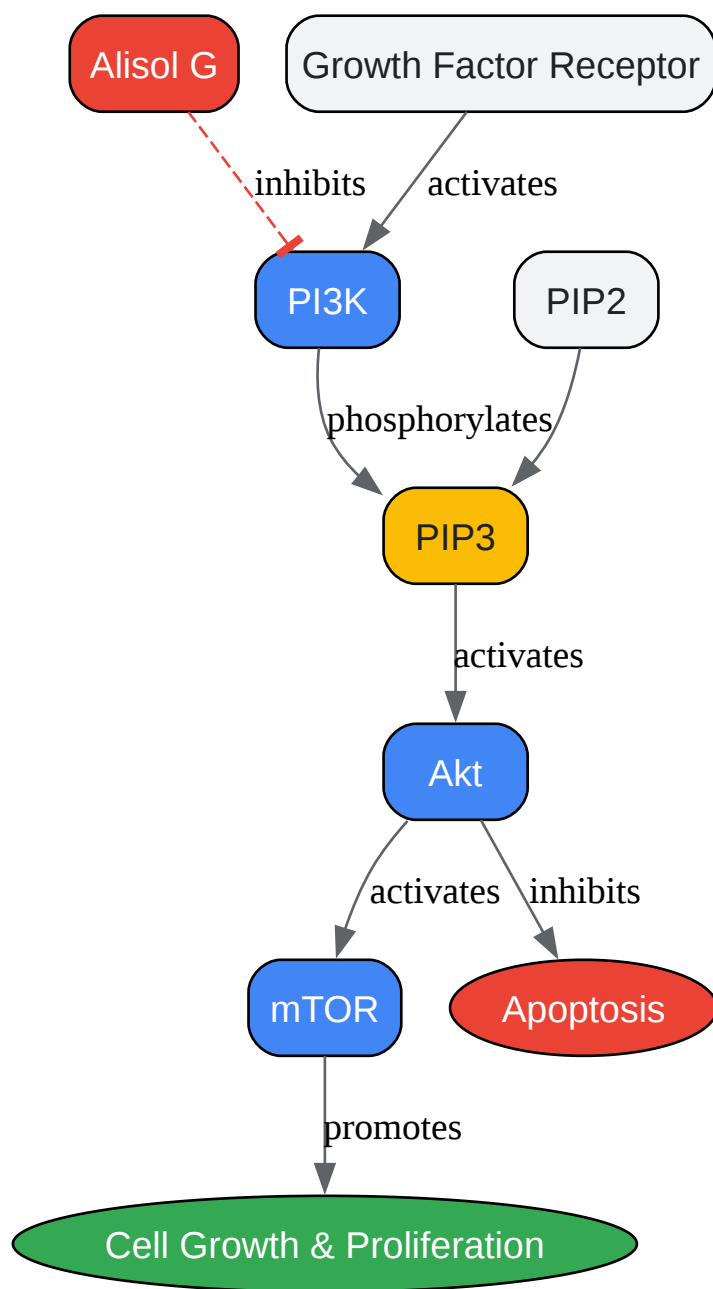 Alisol G
Growth Factor Receptor
inhibits
activates
PI3K
PIP2
phosphorylates
PIP3
activates
Akt
activates
inhibits
mTOR
Apoptosis
promotes
Cell Growth & Proliferation